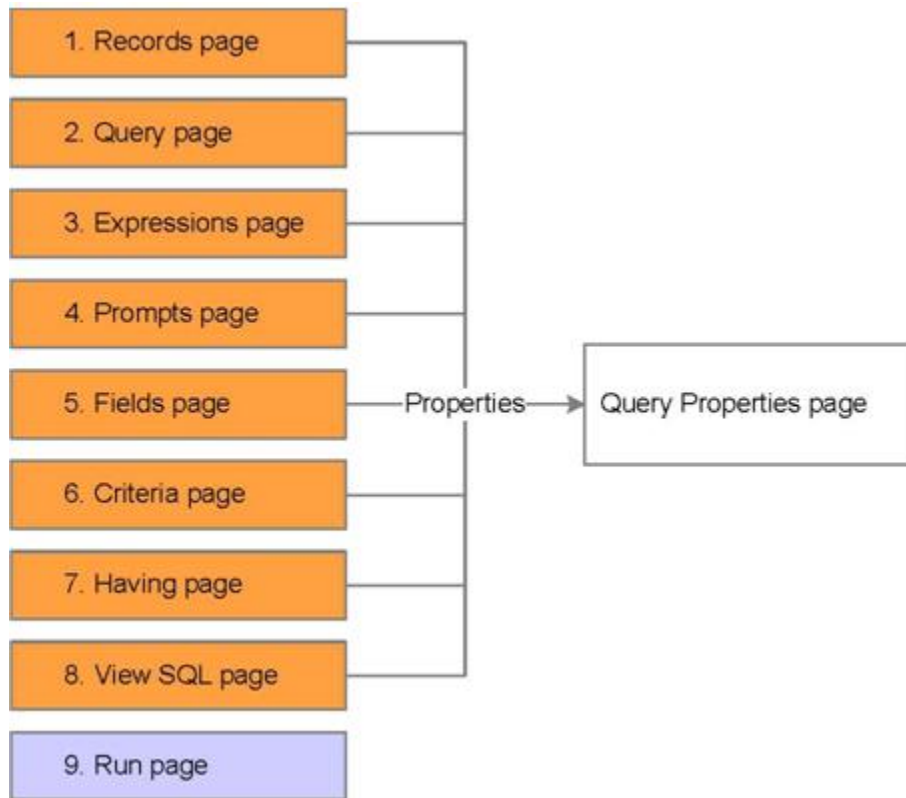 1. Records page
2. Query page
3. Expressions page
4. Prompts page
5. Fields page
Properties
Query Properties page
6. Criteria page
7. Having page
8. View SQL page
9. Run page